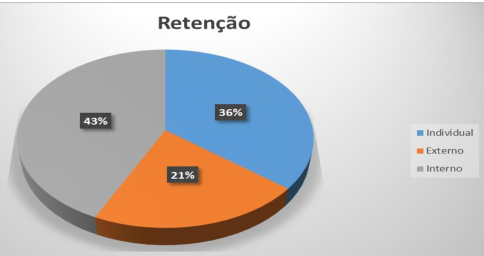 Retenção
43%
36%
21%
Individual
Externo
Interno